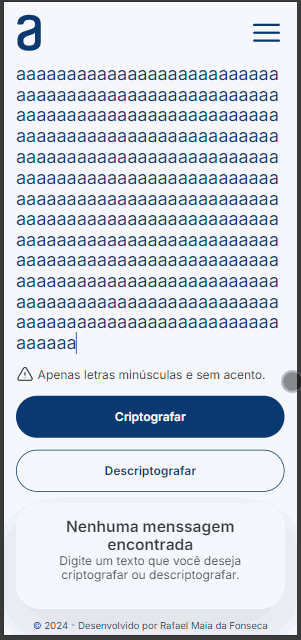 a
aaaaaaaaaaaaaaaaaaaaaaaaaa
aaaaaaaaaaaaaaaaaaaaaaaaaa
aaaaaaaaaaaaaaaaaaaaaaaaaa
aaaaaaaaaaaaaaaaaaaaaaaaaa
aaaaaaaaaaaaaaaaaaaaaaaaaa
aaaaaaaaaaaaaaaaaaaaaaaaaa
aaaaaaaaaaaaaaaaaaaaaaaaaa
aaaaaaaaaaaaaaaaaaaaaaaaaa
aaaaaaaaaaaaaaaaaaaaaaaaaa
aaaaaaaaaaaaaaaaaaaaaaaaaa
aaaaaaaaaaaaaaaaaaaaaaaaaa
aaaaaaaaaaaaaaaaaaaaaaaaaa
aaaaaaaaaaaaaaaaaaaaaaaaaa
aaaaaa
Apenas letras minúsculas e sem acento.
Criptografar
Descriptografar
Nenhuma menssagem
encontrada
Digite um texto que você deseja
criptografar ou descriptografar.
© 2024 - Desenvolvido por Rafael Maia da Fonseca